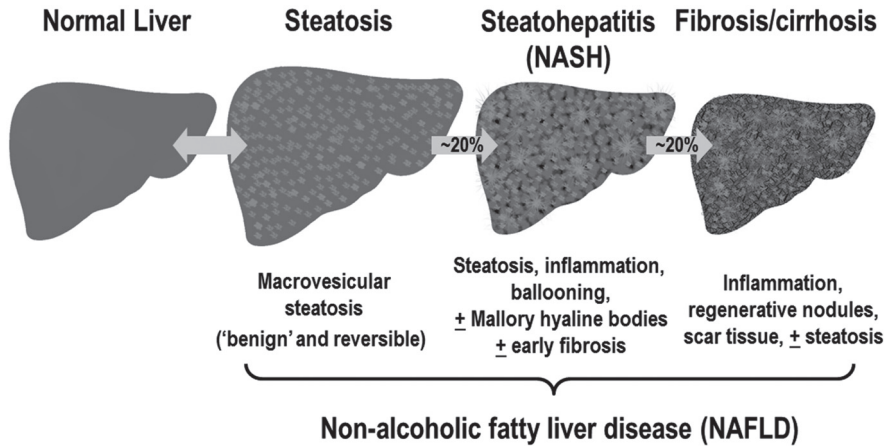 Normal Liver
Steatosis
Steatohepatitis
(NASH)
Fibrosis/cirrhosis
~20%
~20%
Macrovesicular
steatosis
(‘benign’ and reversible)
Steatosis, inflammation,
ballooning,
± Mallory hyaline bodies
± early fibrosis
Inflammation,
regenerative nodules,
scar tissue, ± steatosis
Non-alcoholic fatty liver disease (NAFLD)